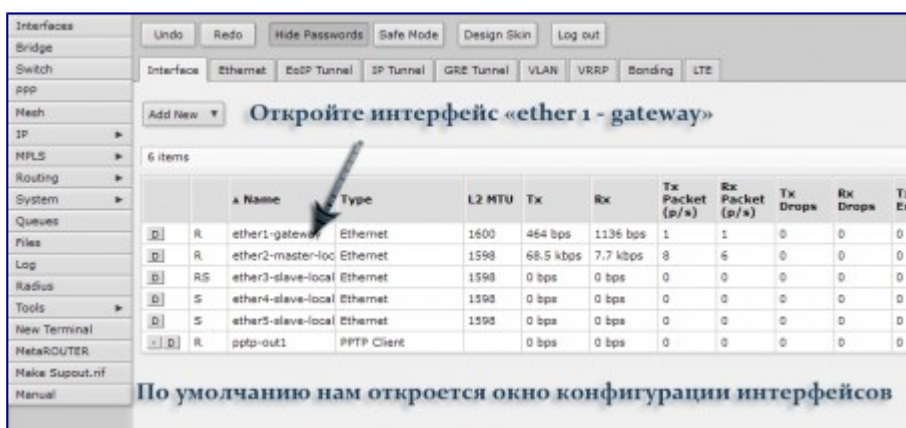 Interfaces
Bridge
Switch
PPP
Mesh
IP
MPLS
Routing
System
Queues
Files
Log
Radius
Tools
New Terminal
MetaROUTER
Make Supout.rif
Manual
Undo Redo Hide Passwords Safe Mode Design Skin Log out
Interface Ethernet EoIP Tunnel IP Tunnel GRE Tunnel VLAN VRRP Bonding LTE
Add New ▼
Откройте интерфейс «ether 1 - gateway»
6 items
▲ Name Type L2 MTU Tx Rx Tx Packet (p/s) Rx Packet (p/s) Tx Drops Rx Drops
D R ether1-gateway Ethernet 1600 464 bps 1136 bps 1 1 0 0 0
D R ether2-master-loc Ethernet 1598 68.5 kbps 7.7 kbps 8 6 0 0 0
D RS ether3-slave-local Ethernet 1598 0 bps 0 bps 0 0 0 0 0
D S ether4-slave-local Ethernet 1598 0 bps 0 bps 0 0 0 0 0
D S ether5-slave-local Ethernet 1598 0 bps 0 bps 0 0 0 0 0
- D R pptp-out1 PPTP Client 0 bps 0 bps 0 0 0 0 0
По умолчанию нам откроется окно конфигурации интерфейсов